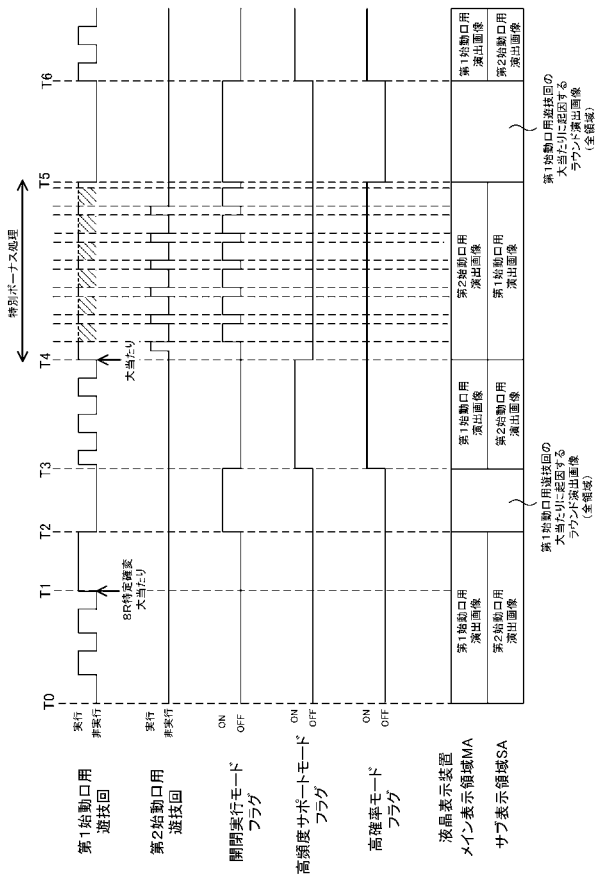 特別ボーナス処理
T0
T1
T2
T3
T4
T5
T6
第1始動口用
遊技回
実行
非実行
8R特定確変
大当たり
大当たり
第2始動口用
遊技回
実行
非実行
開閉実行モード
フラグ
ON
OFF
高頻度サポートモード
フラグ
ON
OFF
高確率モード
フラグ
ON
OFF
液晶表示装置
メイン表示領域MA
第1始動口用
演出画像
第1始動口用
演出画像
第2始動口用
演出画像
第1始動口用
演出画像
サブ表示領域SA
第2始動口用
演出画像
第2始動口用
演出画像
第1始動口用
演出画像
第2始動口用
演出画像
第1始動口用遊技回の
大当たりに起因する
ラウンド演出画像
(全領域)
第1始動口用遊技回の
大当たりに起因する
ラウンド演出画像
(全領域)